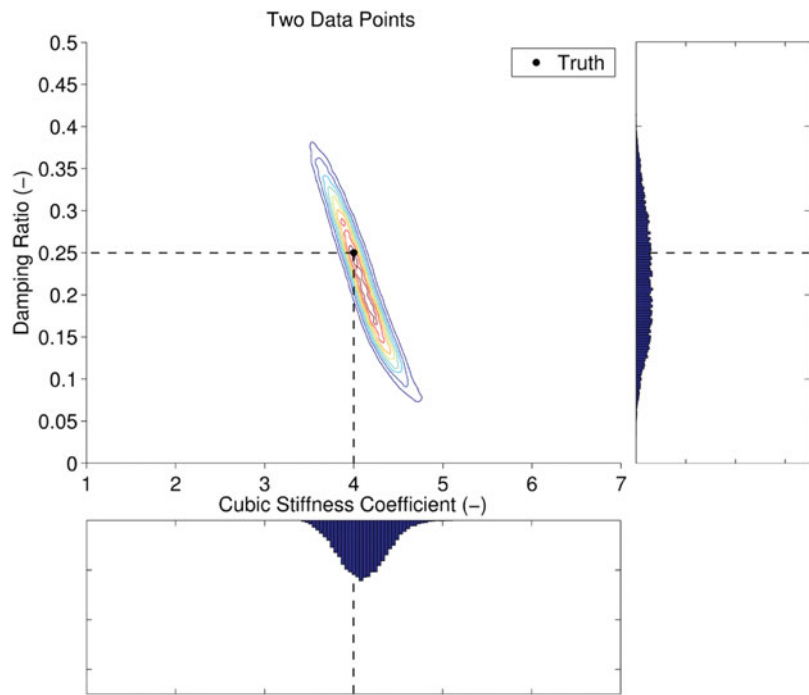 Two Data Points
0.5
0.45
0.4
0.35
0.3
0.25
0.2
0.15
0.1
0.05
0
Damping Ratio (−)
Truth
1 2 3 4 5 6 7
Cubic Stiffness Coefficient (−)